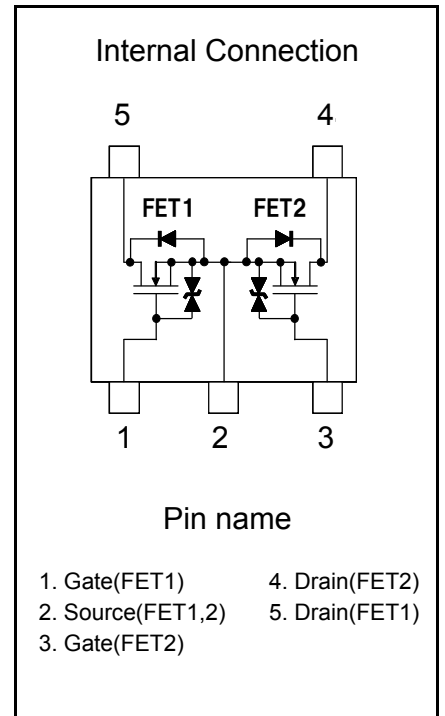 Internal Connection
5 4
FET1 FET2
1 2 3
Pin name
1. Gate(FET1) 4. Drain(FET2)
2. Source(FET1,2) 5. Drain(FET1)
3. Gate(FET2)